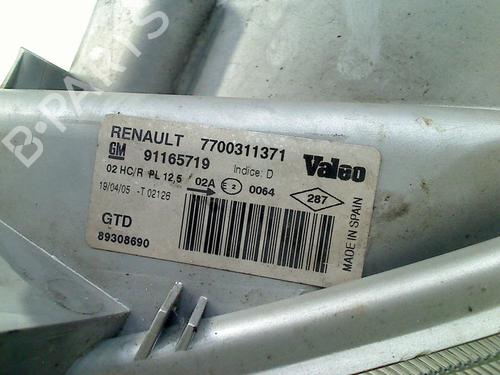 B-PARTS
RENAULT 7700311371
GM 91165719 Indice: D Valeo
02 HC/R PL 12,5 02A E2 0064
19/04/05 -T 02126 287
GTD
89308690
MADE IN SPAIN